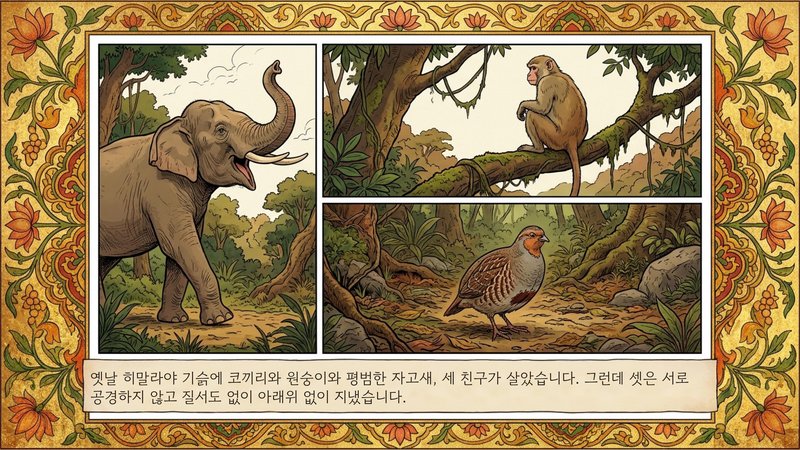 옛날 히말라야 기슭에 코끼리와 원숭이와 평범한 자고새, 세 친구가 살았습니다. 그런데 셋은 서로
공경하지 않고 질서도 없이 아래위 없이 지냈습니다.